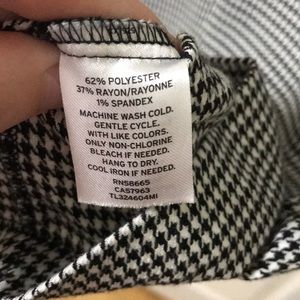 62% POLYESTER
37% RAYON/RAYONNE
1% SPANDEX
MACHINE WASH COLD.
GENTLE CYCLE.
WITH LIKE COLORS.
ONLY NON-CHLORINE
BLEACH IF NEEDED.
HANG TO DRY.
COOL IRON IF NEEDED.
RN58665
CA57963
TL324604MI